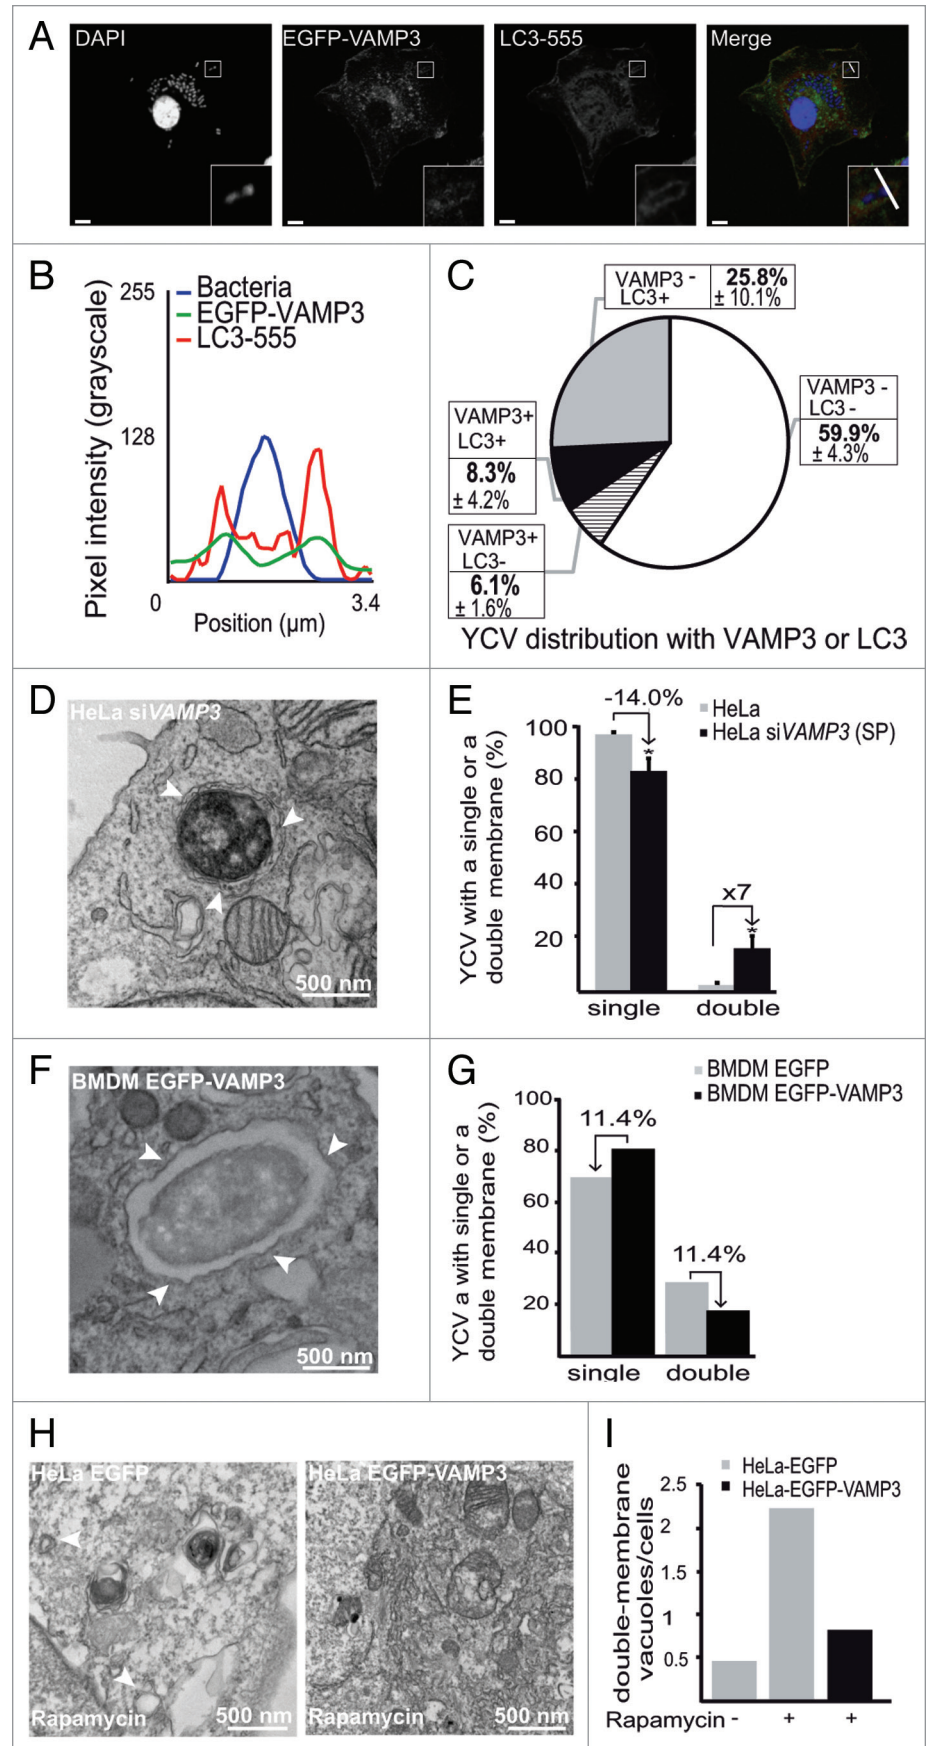 A
DAPI
EGFP-VAMP3
LC3-555
Merge
B
255
Bacteria
EGFP-VAMP3
LC3-555
128
Pixel intensity (grayscale)
0
3.4
Position (µm)
C
VAMP3 -
LC3+
25.8%
± 10.1%
VAMP3 -
LC3 -
59.9%
± 4.3%
VAMP3+
LC3+
8.3%
± 4.2%
VAMP3+
LC3-
6.1%
± 1.6%
YCV distribution with VAMP3 or LC3
D
HeLa siVAMP3
500 nm
E
-14.0%
HeLa
HeLa siVAMP3 (SP)
YCV with a single or a
double membrane (%)
100
80
60
40
20
*
x7
*
single
double
F
BMDM EGFP-VAMP3
500 nm
G
BMDM EGFP
BMDM EGFP-VAMP3
YCV a with single or a
double membrane (%)
100
80
60
40
20
11.4%
11.4%
single
double
H
HeLa EGFP
Rapamycin
500 nm
HeLa EGFP-VAMP3
Rapamycin
500 nm
I
HeLa-EGFP
HeLa-EGFP-VAMP3
double-membrane
vacuoles/cells
2.5
2
1.5
1
0.5
Rapamycin - + +